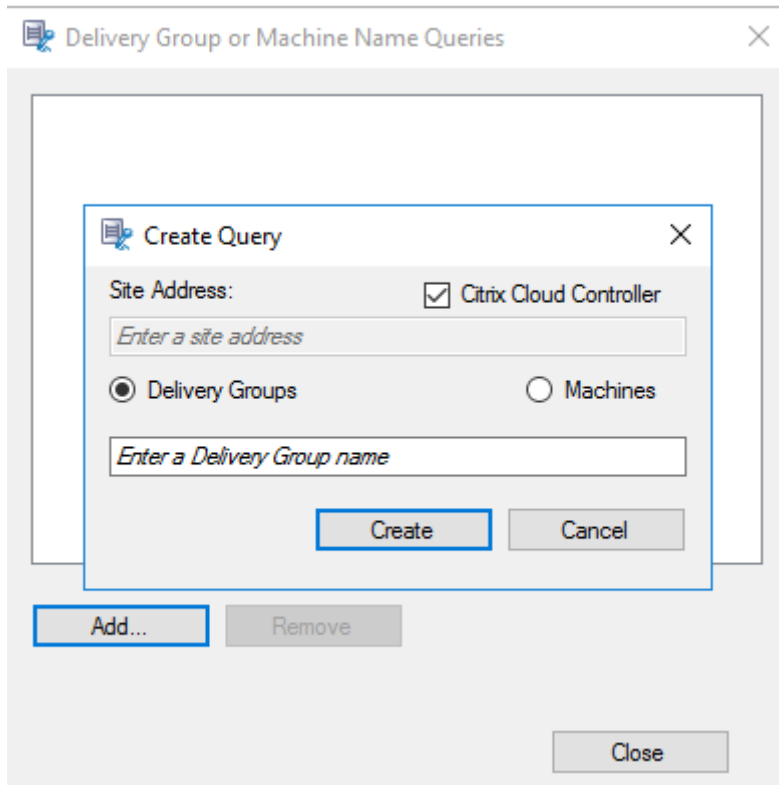 Delivery Group or Machine Name Queries
Create Query
Site Address:
Citrix Cloud Controller
Enter a site address
Delivery Groups
Machines
Enter a Delivery Group name
Create
Cancel
Add...
Remove
Close